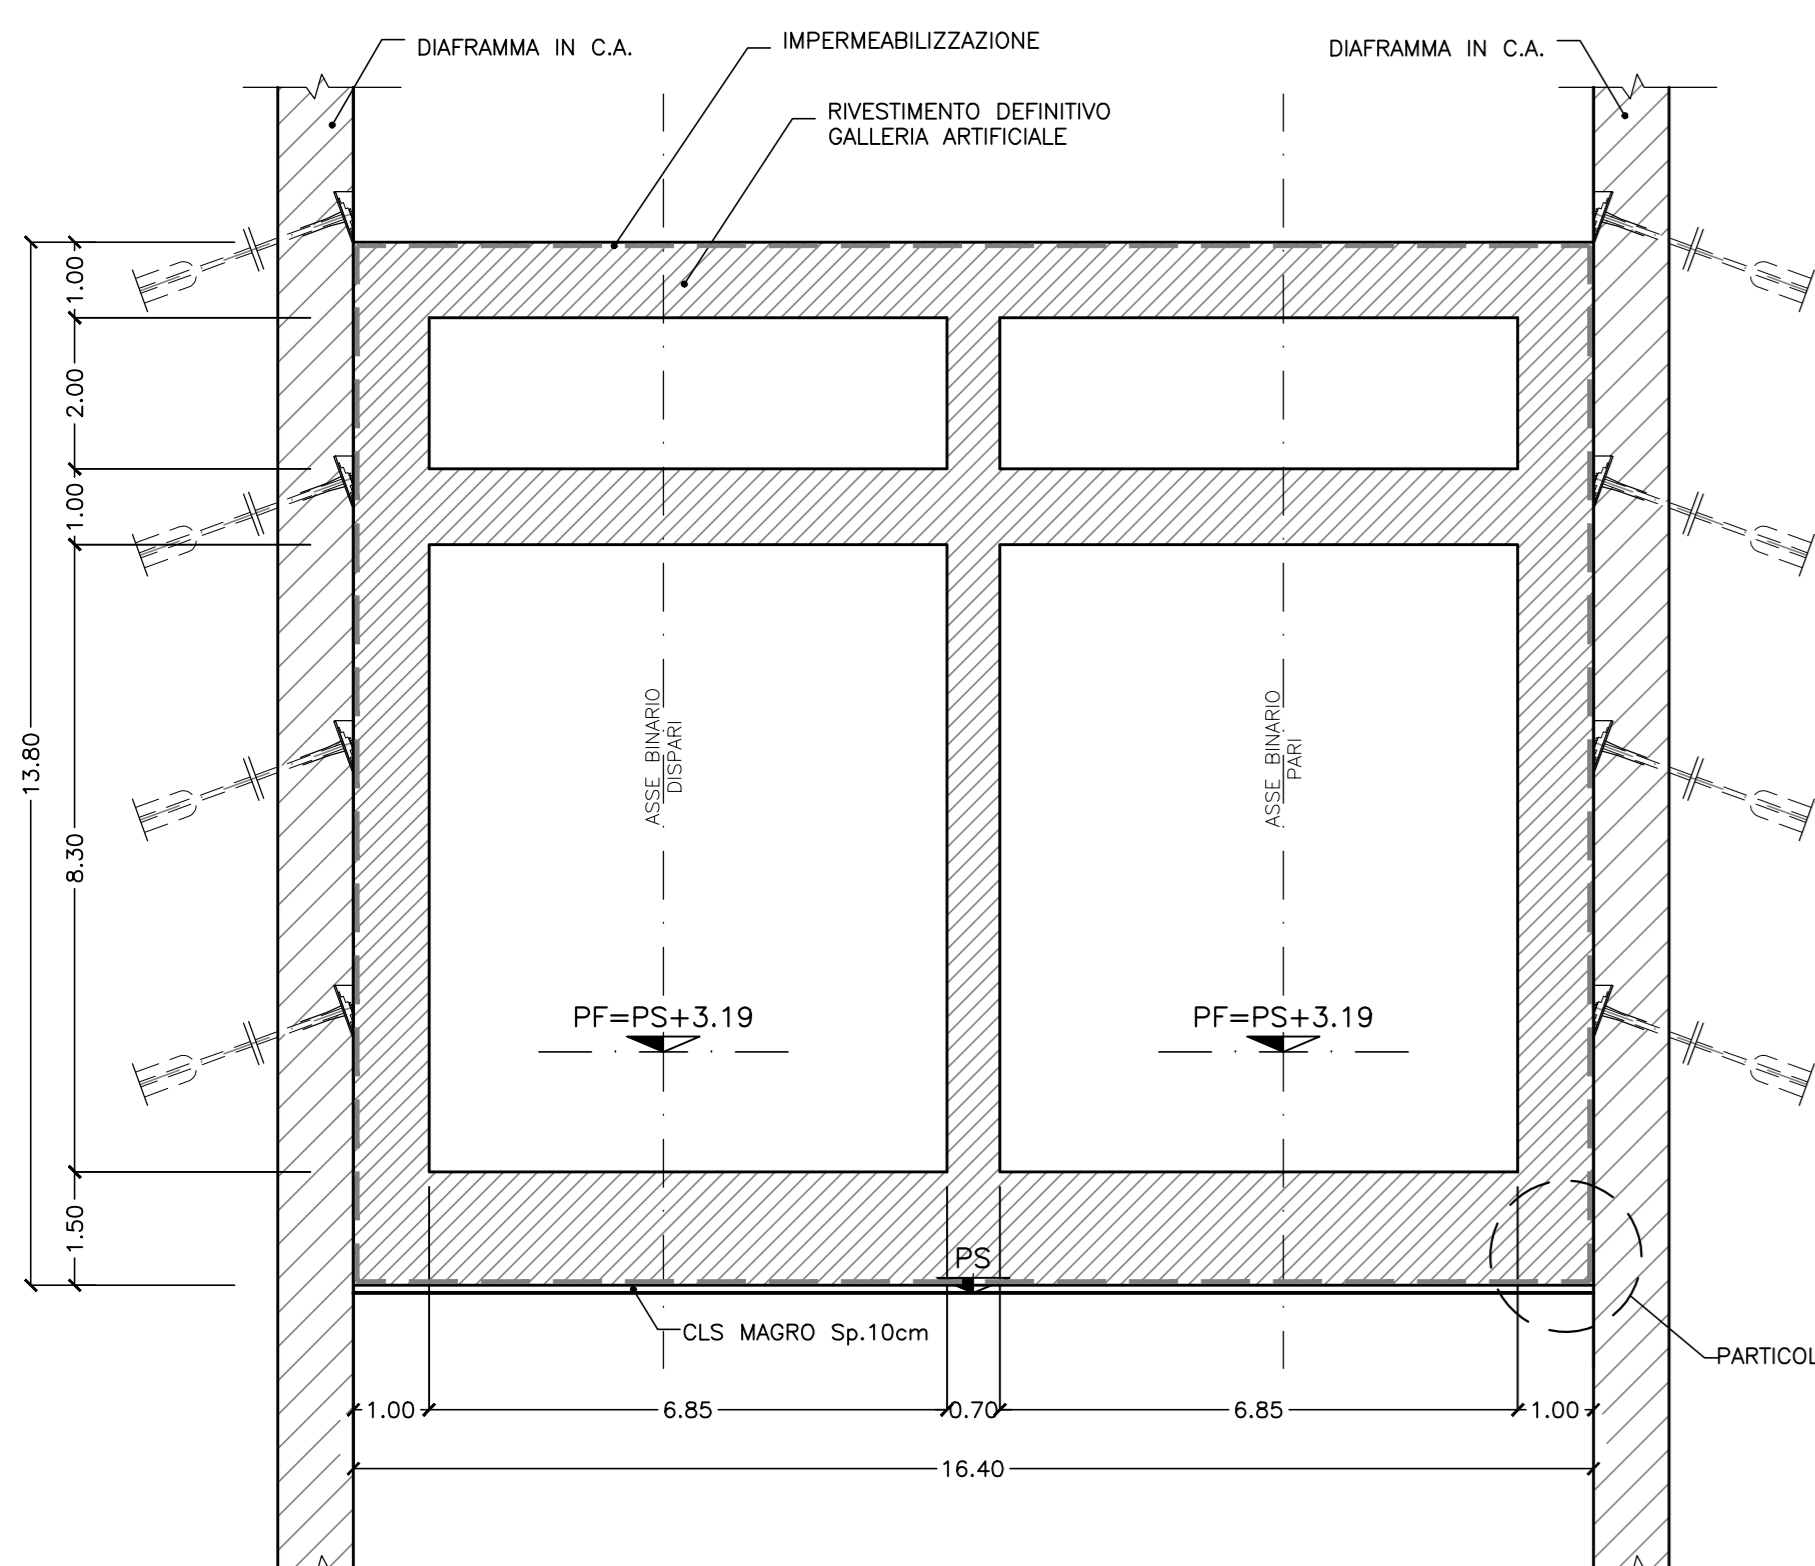 DIAFRAMMA IN C.A.
IMPERMEABILIZZAZIONE
DIAFRAMMA IN C.A.
RIVESTIMENTO DEFINITIVO
GALLERIA ARTIFICIALE
1.00
2.00
1.00
13.80
8.30
1.50
ASSE BINARIO
DISPARI
ASSE BINARIO
PARI
PF=PS+3.19
PF=PS+3.19
PS
CLS MAGRO Sp.10cm
PARTICOL
1.00
6.85
0.70
6.85
1.00
16.40